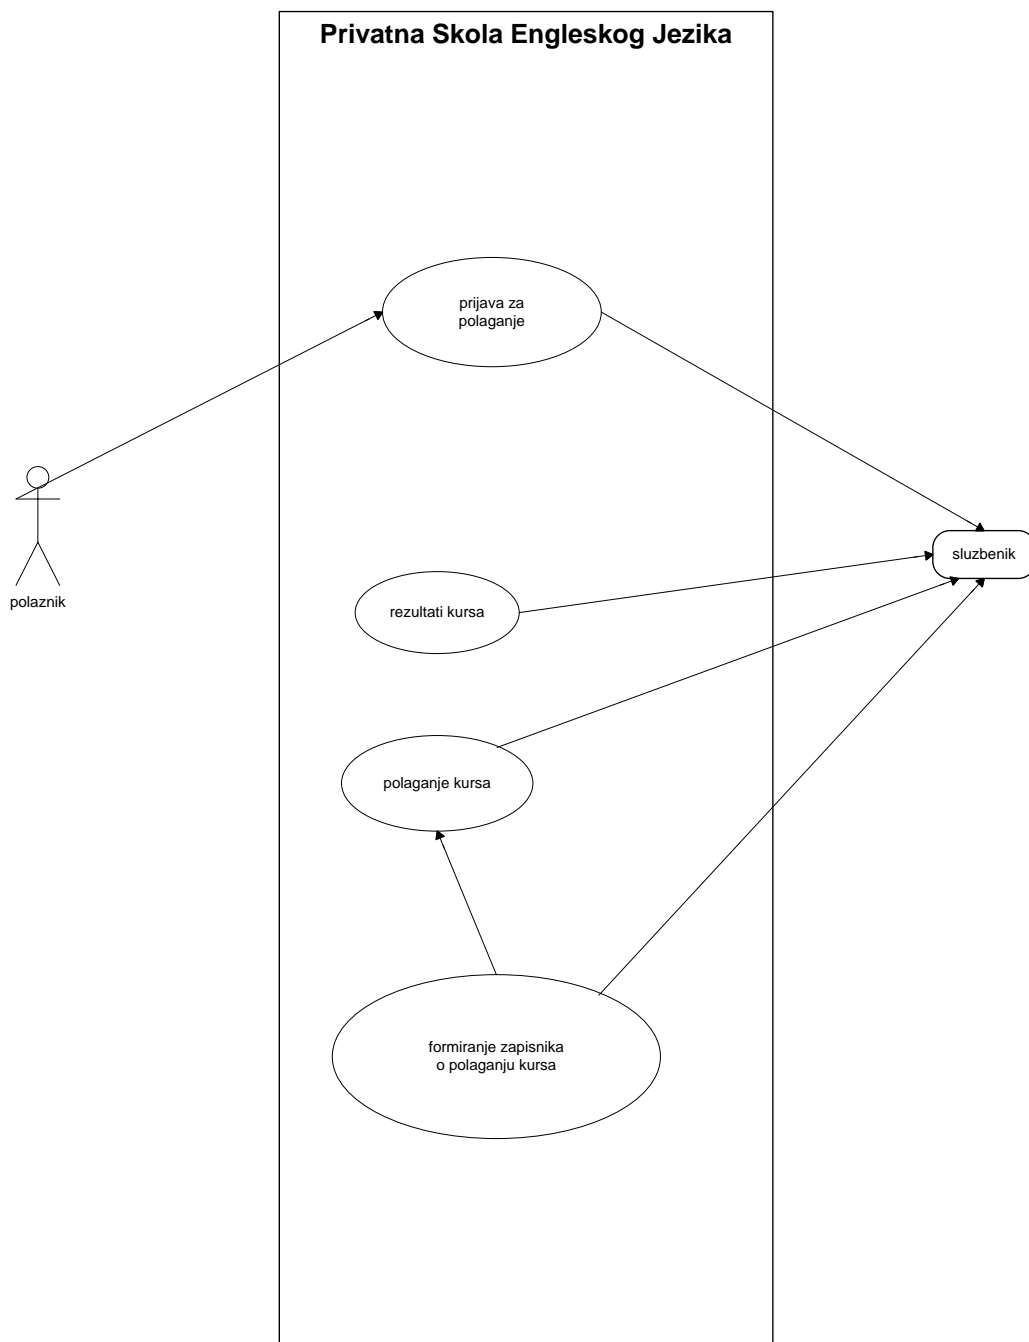 Privatna Skola Engleskog Jezika
prijava za
polaganje
sluzbenik
polaznik
rezultati kursa
polaganje kursa
formiranje zapisnika
o polaganju kursa